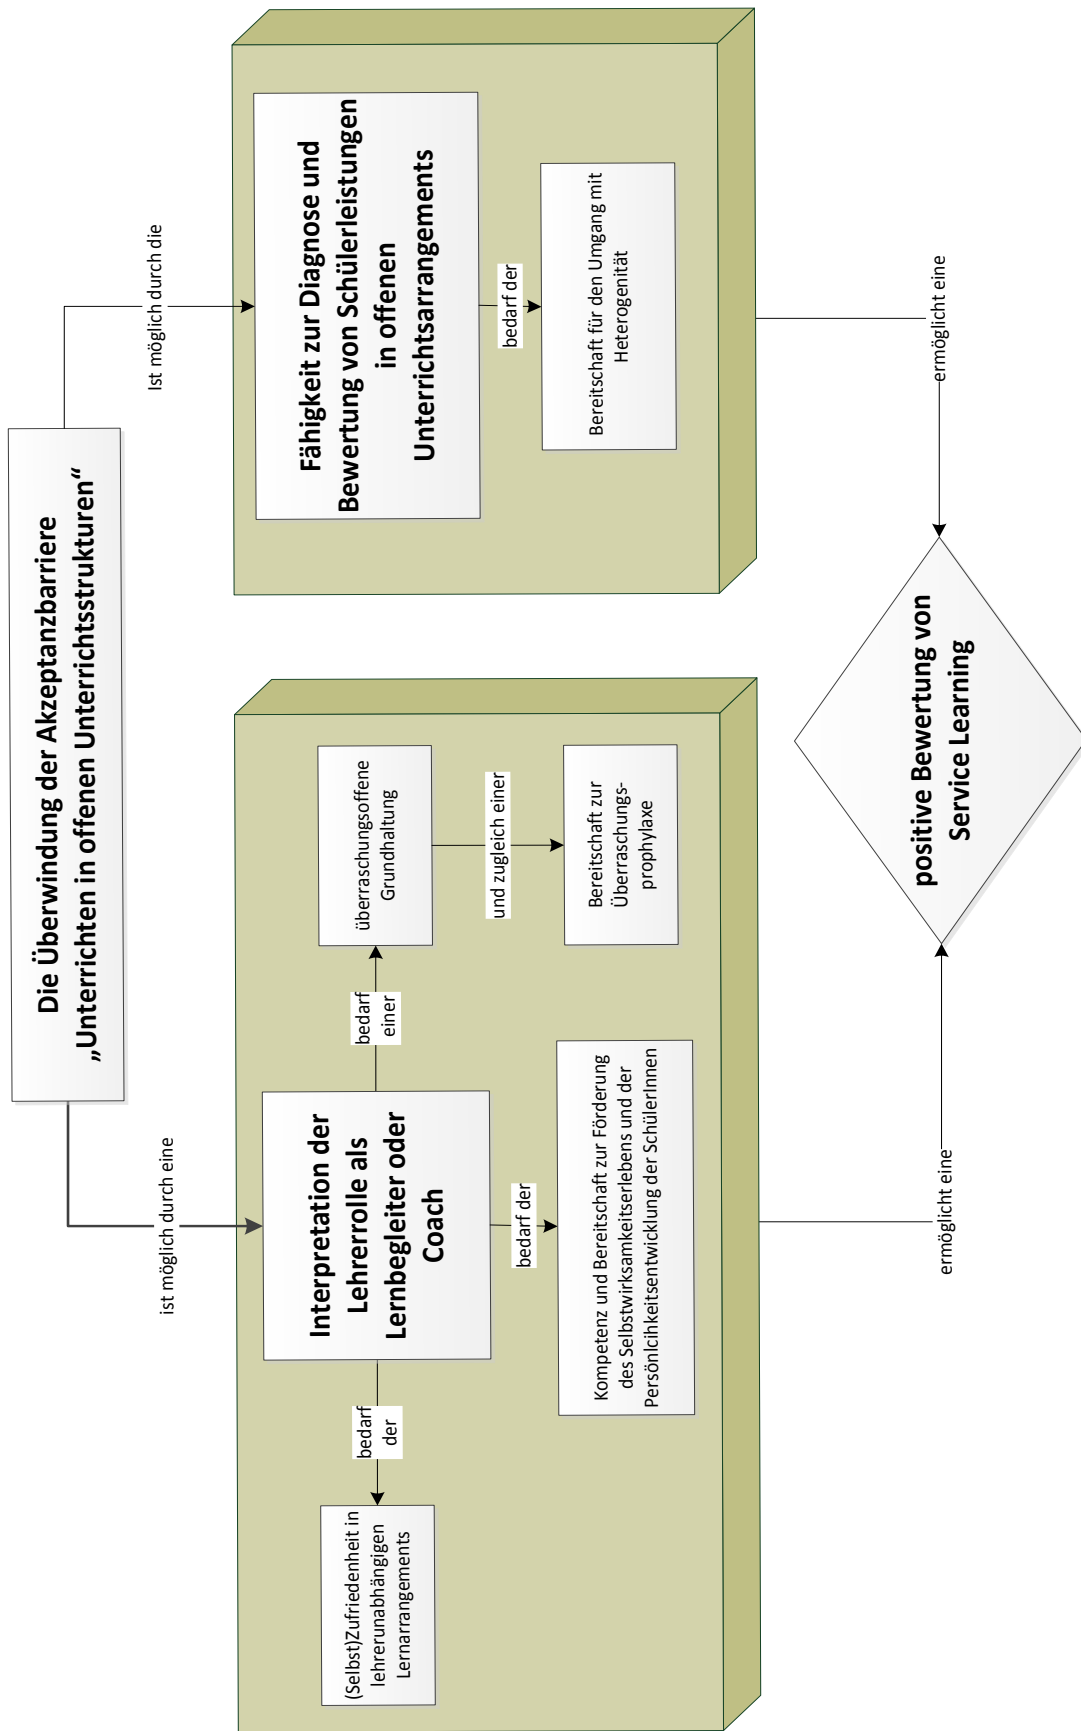 Die Überwindung der Akzeptanzbarriere
„Unterrichten in offenen Unterrichtsstrukturen“
ist möglich durch eine
Ist möglich durch die
Interpretation der
Lehrerrolle als
Lernbegleiter oder
Coach
bedarf
der
(Selbst)Zufriedenheit in
lehrerunabhängigen
Lernarrangements
bedarf der
Kompetenz und Bereitschaft zur Förderung
des Selbstwirksamkeitserlebens und der
Persönlcihkeitsentwicklung der SchülerInnen
bedarf
einer
überraschungsoffene
Grundhaltung
und zugleich einer
Bereitschaft zur
Überraschungs-
prophylaxe
Fähigkeit zur Diagnose und
Bewertung von Schülerleistungen
in offenen
Unterrichtsarrangements
bedarf der
Bereitschaft für den Umgang mit
Heterogenität
ermöglicht eine
ermöglicht eine
positive Bewertung von
Service Learning